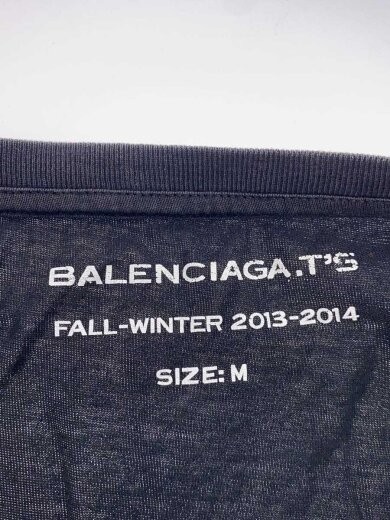 BALENCIAGA.T'S
FALL-WINTER 2013-2014
SIZE: M